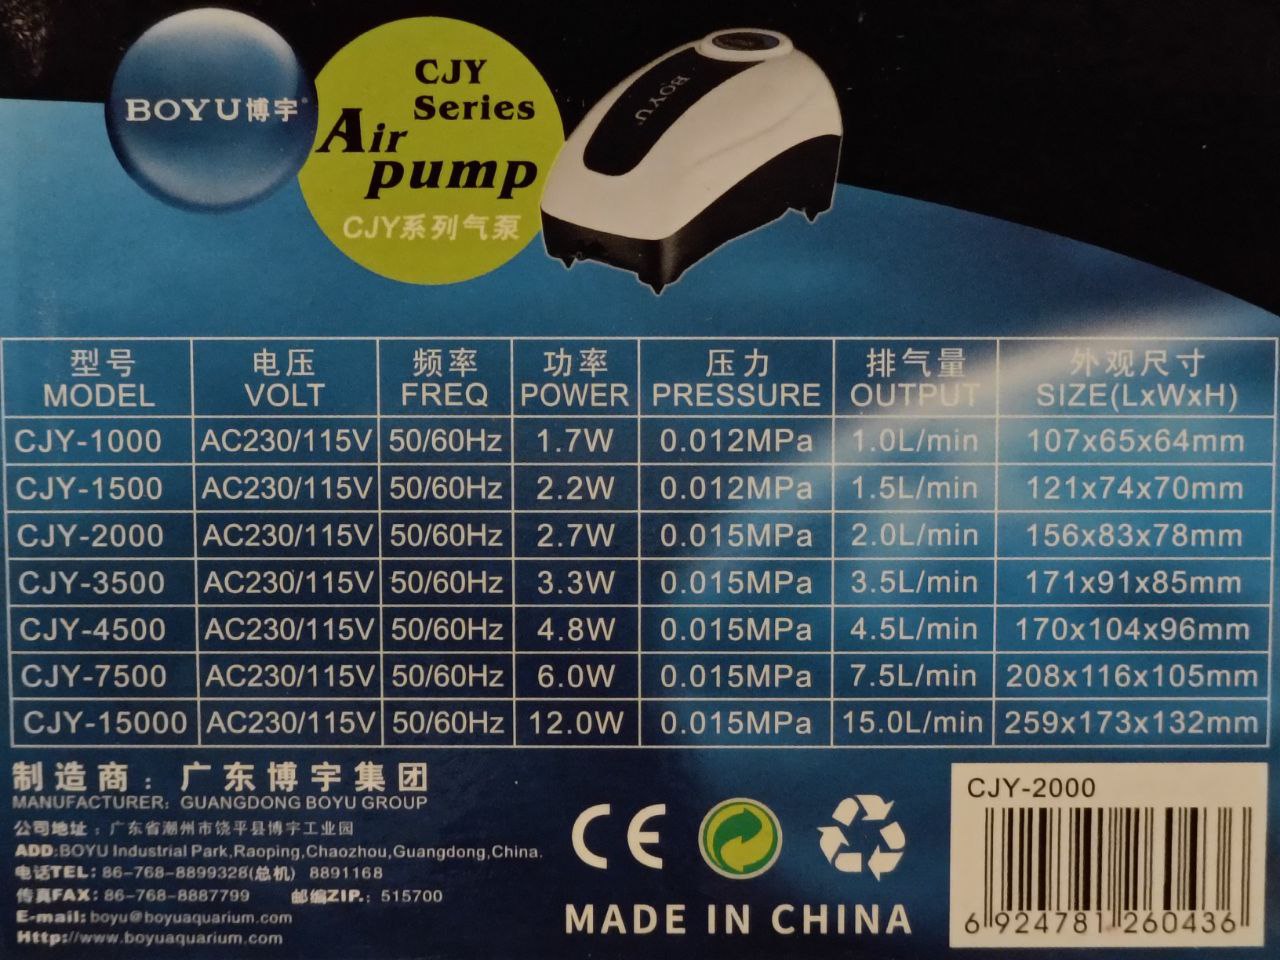 BOYU博宇®
CJY
Series
Air
pump
CJY系列气泵
BOYU
型号 电压 频率 功率 压力 排气量 外观尺寸
MODEL VOLT FREQ POWER PRESSURE OUTPUT SIZE(LxWxH)
CJY-1000 AC230/115V 50/60Hz 1.7W 0.012MPa 1.0L/min 107x65x64mm
CJY-1500 AC230/115V 50/60Hz 2.2W 0.012MPa 1.5L/min 121x74x70mm
CJY-2000 AC230/115V 50/60Hz 2.7W 0.015MPa 2.0L/min 156x83x78mm
CJY-3500 AC230/115V 50/60Hz 3.3W 0.015MPa 3.5L/min 171x91x85mm
CJY-4500 AC230/115V 50/60Hz 4.8W 0.015MPa 4.5L/min 170x104x96mm
CJY-7500 AC230/115V 50/60Hz 6.0W 0.015MPa 7.5L/min 208x116x105mm
CJY-15000 AC230/115V 50/60Hz 12.0W 0.015MPa 15.0L/min 259x173x132mm
制造商：广东博宇集团
MANUFACTURER: GUANGDONG BOYU GROUP
公司地址：广东省潮州市饶平县博宇工业园
ADD:BOYU Industrial Park,Raoping,Chaozhou,Guangdong,China.
电话TEL: 86-768-8899328(总机) 8891168
传真FAX: 86-768-8887799 邮编ZIP.: 515700
E-mail: boyu@boyuaquarium.com
Http://www.boyuaquarium.com
CE
MADE IN CHINA
CJY-2000
6 924781 260436